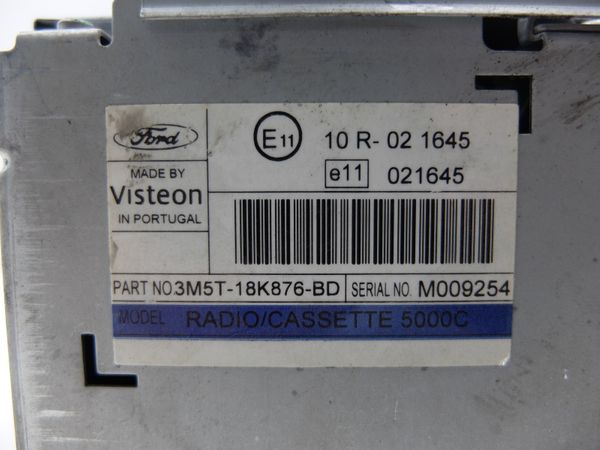 Ford
MADE BY
Visteon
IN PORTUGAL
E11 10 R- 02 1645
e11 021645
PART NO. 3M5T-18K876-BD SERIAL NO. M009254
MODEL RADIO/CASSETTE 5000C